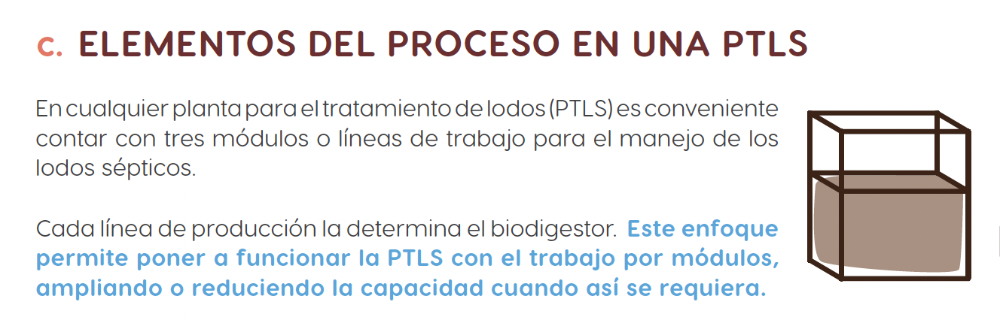 c. ELEMENTOS DEL PROCESO EN UNA PTLS
En cualquier planta para el tratamiento de lodos (PTLS) es conveniente
contar con tres módulos o líneas de trabajo para el manejo de los
lodos sépticos.
Cada línea de producción la determina el biodigestor. Este enfoque
permite poner a funcionar la PTLS con el trabajo por módulos,
ampliando o reduciendo la capacidad cuando así se requiera.